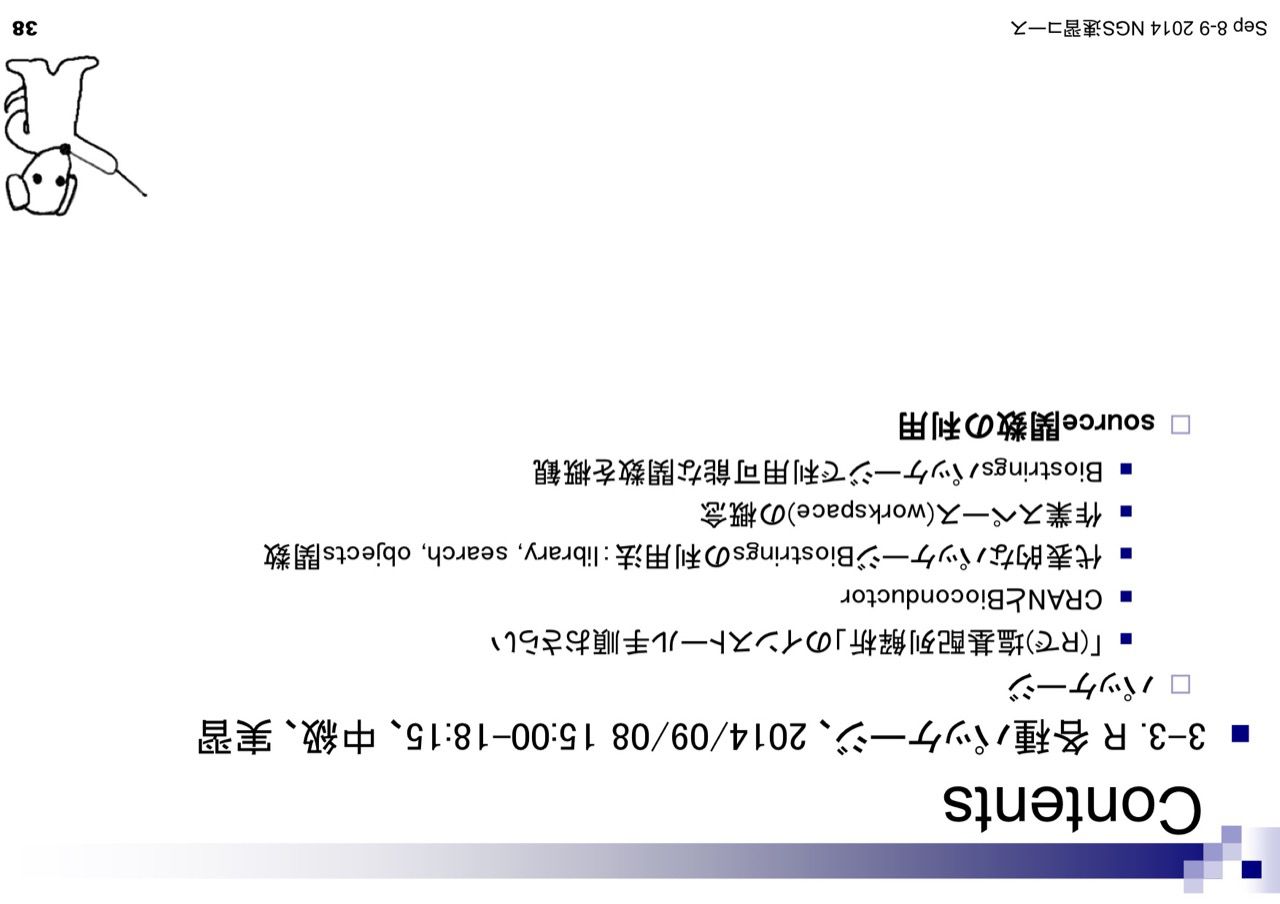 Contents
3-3. R 各種パッケージ、2014/09/08 15:00-18:15、中級、実習
パッケージ
「(Rで)塩基配列解析」のインストール手順おさらい
CRANとBioconductor
代表的なパッケージBiostringsの利用法：library, search, objects関数
作業スペース(workspace)の概念
Biostringsパッケージで利用可能な関数を概観
source関数の利用
Sep 8-9 2014 NGS速習コース
38